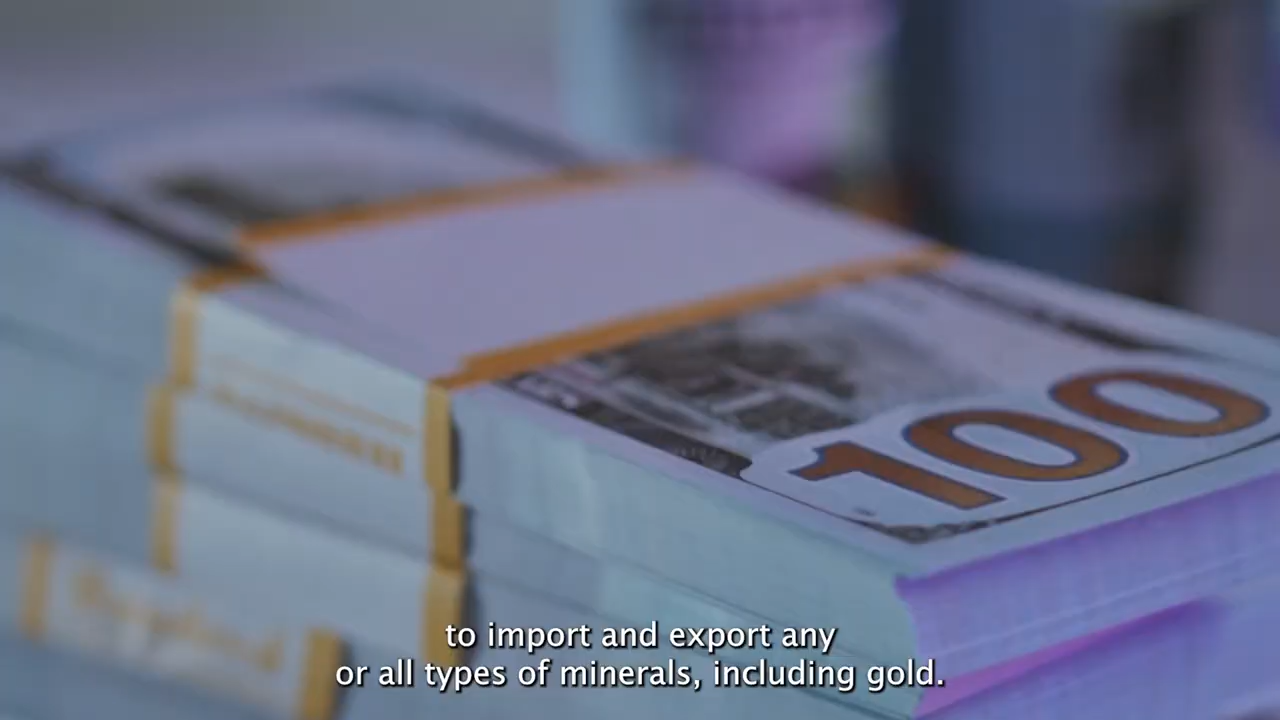 100
to import and export any
or all types of minerals, including gold.